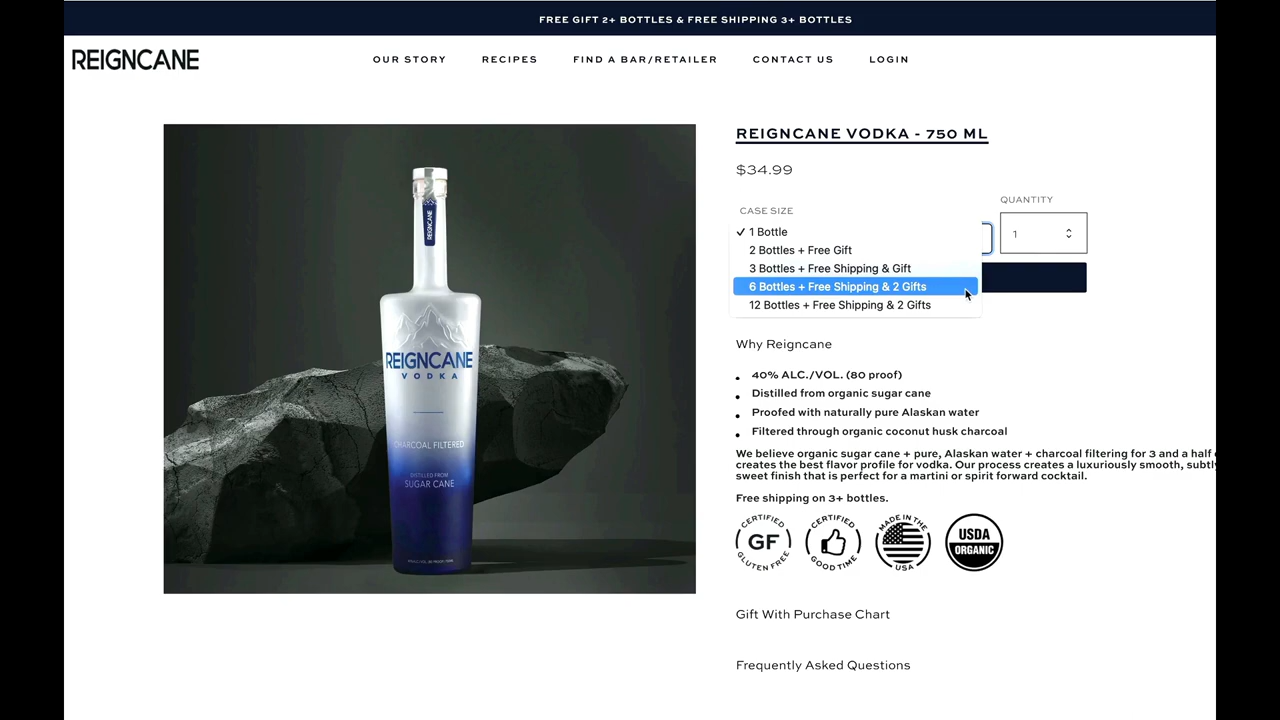 FREE GIFT 2+ BOTTLES & FREE SHIPPING 3+ BOTTLES
REIGNCANE
OUR STORY
RECIPES
FIND A BAR/RETAILER
CONTACT US
LOGIN
REIGNCANE VODKA - 750 ML
$34.99
CASE SIZE
QUANTITY
✓ 1 Bottle
1
2 Bottles + Free Gift
3 Bottles + Free Shipping & Gift
6 Bottles + Free Shipping & 2 Gifts
12 Bottles + Free Shipping & 2 Gifts
REIGNCANE
REIGNCANE
VODKA
CHARCOAL FILTERED
DISTILLED FROM
SUGAR CANE
Why Reigncane
40% ALC./VOL. (80 proof)
Distilled from organic sugar cane
Proofed with naturally pure Alaskan water
Filtered through organic coconut husk charcoal
We believe organic sugar cane + pure, Alaskan water + charcoal filtering for 3 and a half
creates the best flavor profile for vodka. Our process creates a luxuriously smooth, subtl
sweet finish that is perfect for a martini or spirit forward cocktail.
Free shipping on 3+ bottles.
CERTIFIED
GF
GLUTEN FREE
CERTIFIED
GOOD TIME
MADE IN THE
USA
USDA
ORGANIC
Gift With Purchase Chart
Frequently Asked Questions